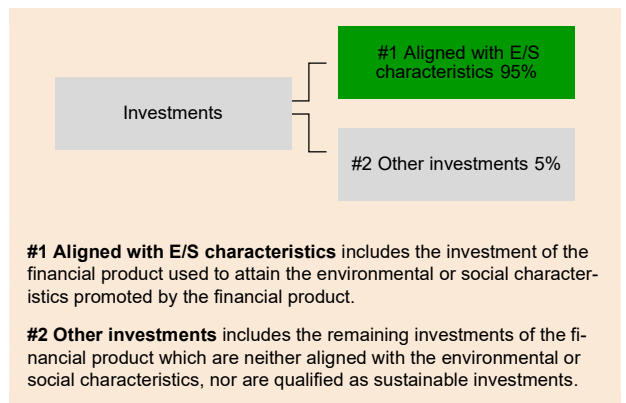 #1 Aligned with E/S
characteristics 95%
Investments
#2 Other investments 5%
#1 Aligned with E/S characteristics includes the investment of the
financial product used to attain the environmental or social character-
istics promoted by the financial product.
#2 Other investments includes the remaining investments of the fi-
nancial product which are neither aligned with the environmental or
social characteristics, nor are qualified as sustainable investments.